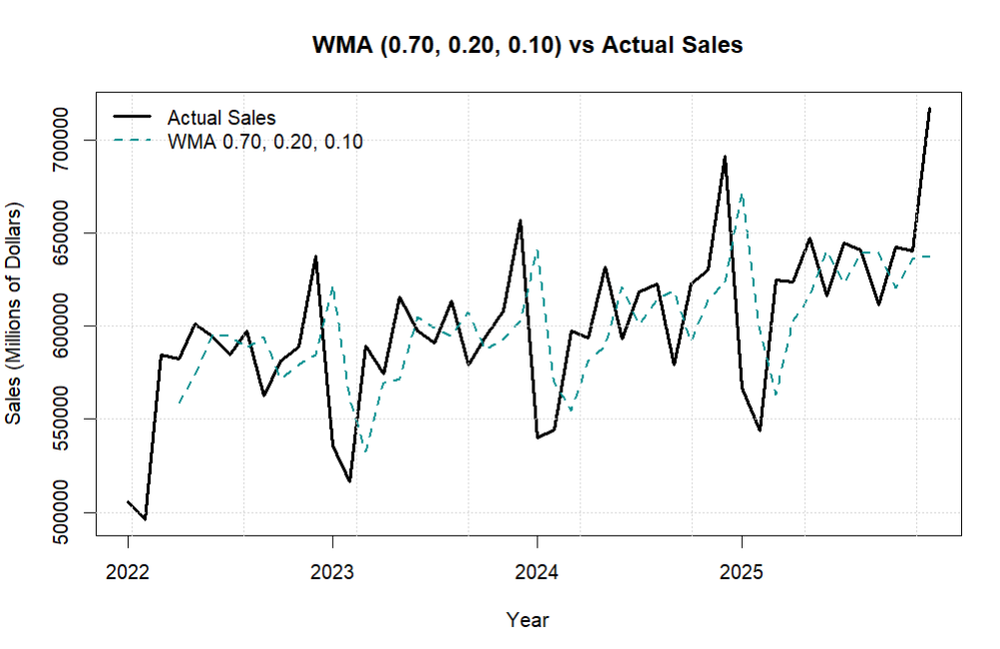 WMA (0.70, 0.20, 0.10) vs Actual Sales
Actual Sales
WMA 0.70, 0.20, 0.10
Sales (Millions of Dollars)
700000
650000
600000
550000
500000
2022 2023 2024 2025
Year